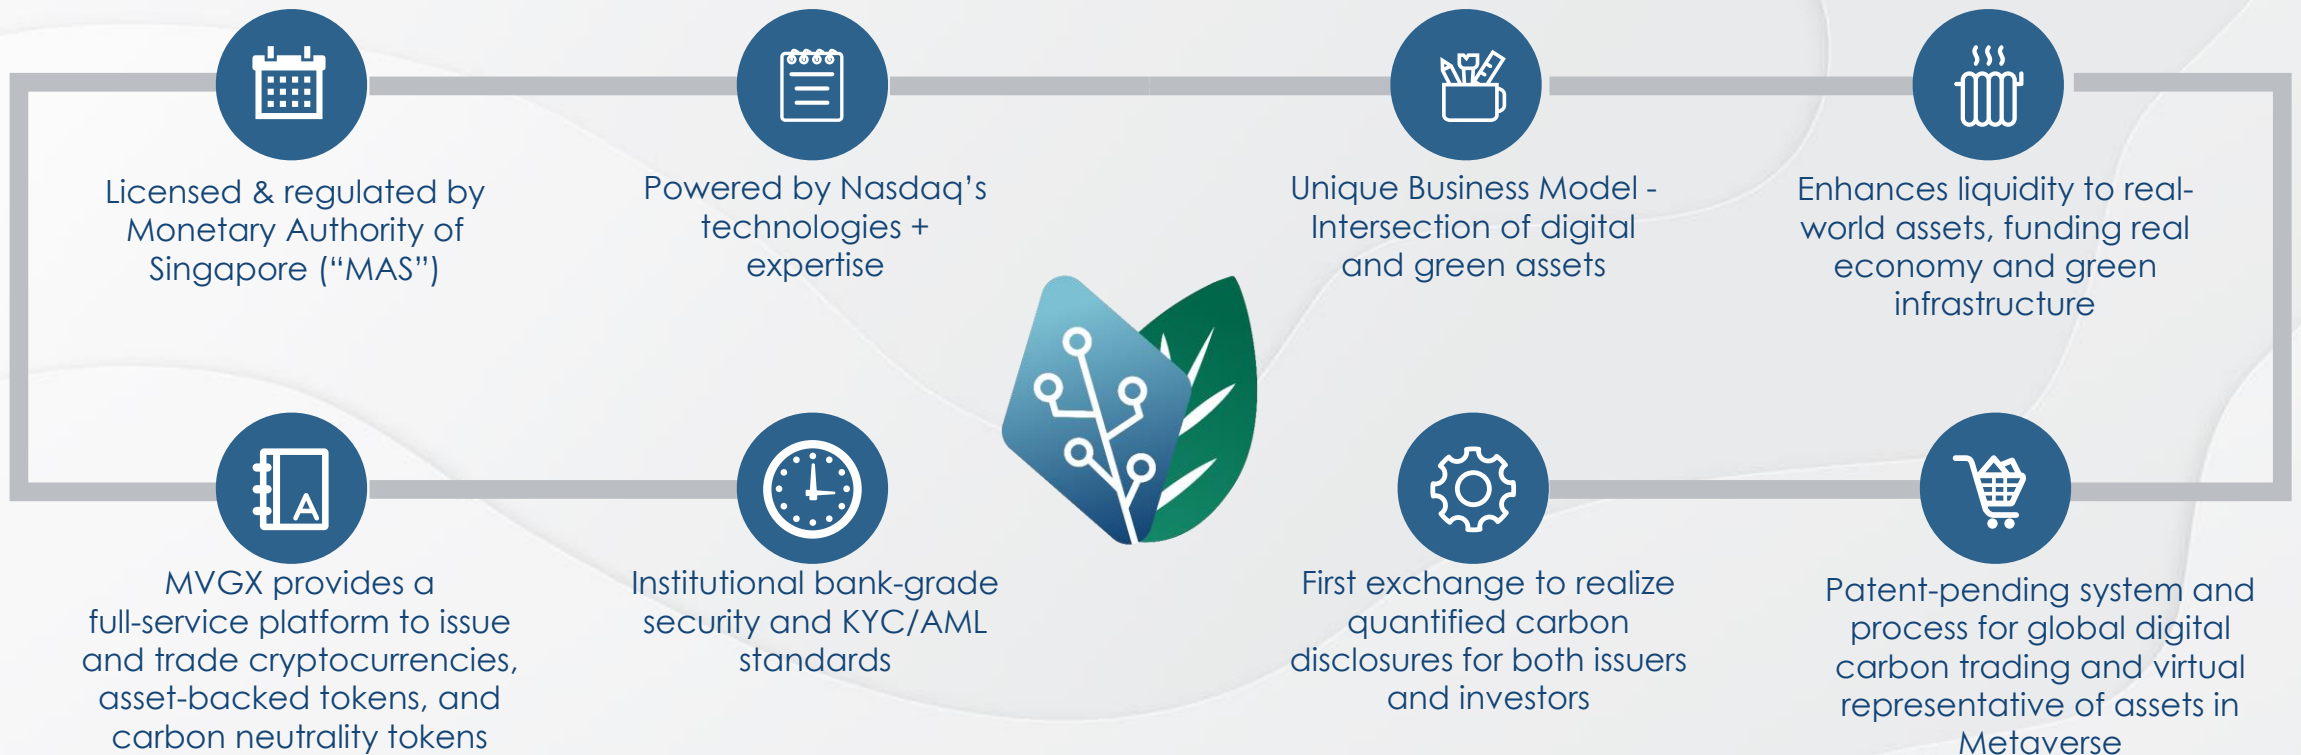 Licensed & regulated by
Monetary Authority of
Singapore (“MAS”)
Powered by Nasdaq’s
technologies +
expertise
Unique Business Model -
Intersection of digital
and green assets
Enhances liquidity to real-
world assets, funding real
economy and green
infrastructure
MVGX provides a
full-service platform to issue
and trade cryptocurrencies,
asset-backed tokens, and
carbon neutrality tokens
Institutional bank-grade
security and KYC/AML
standards
First exchange to realize
quantified carbon
disclosures for both issuers
and investors
Patent-pending system and
process for global digital
carbon trading and virtual
representative of assets in
Metaverse
A